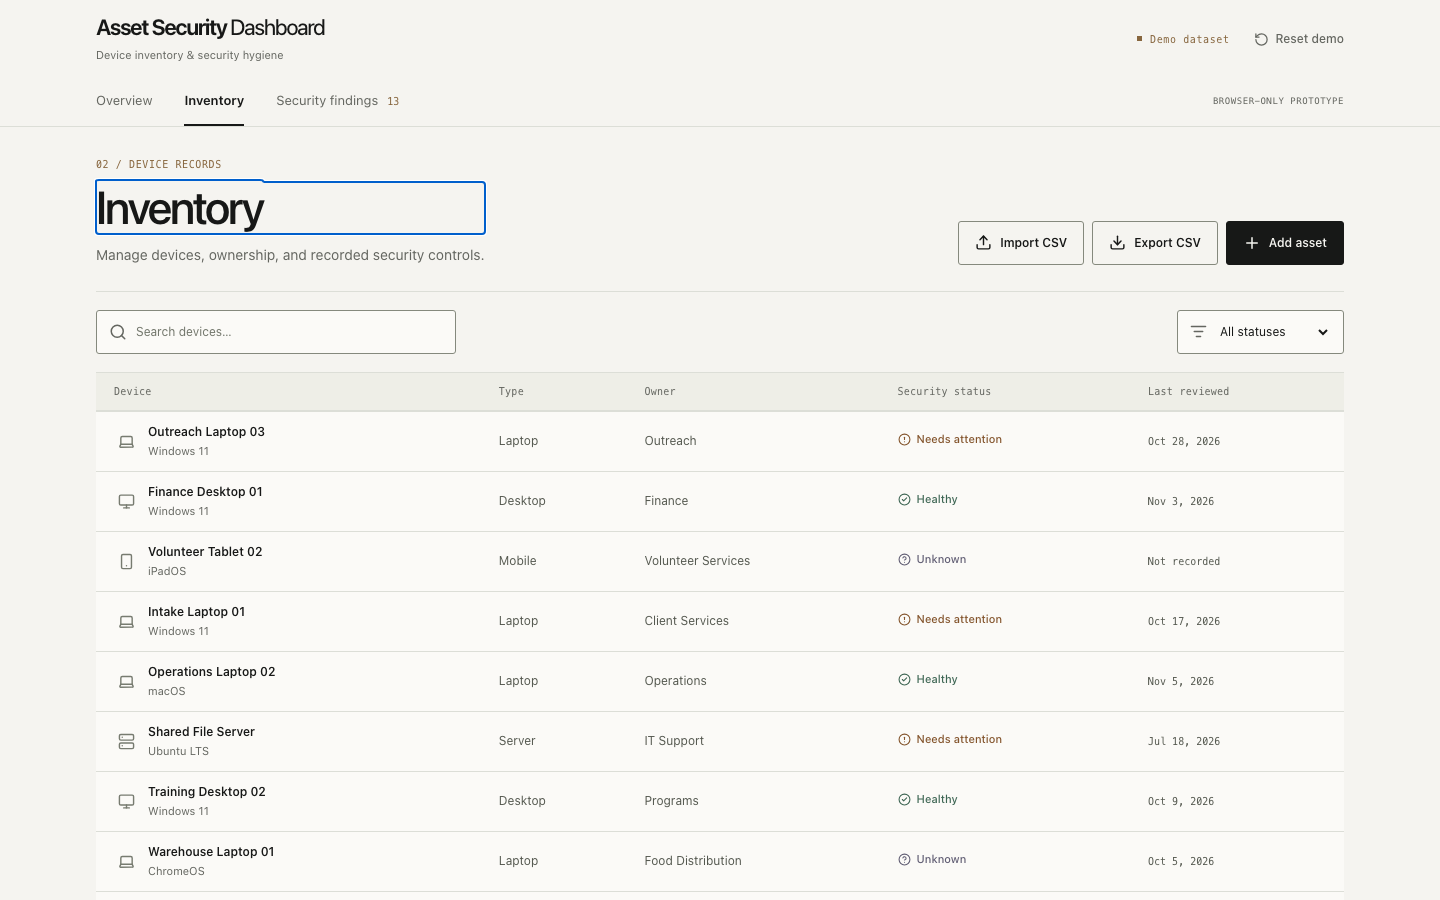 Asset Security Dashboard
Device inventory & security hygiene
Demo dataset
Reset demo
Overview
Inventory
Security findings 13
BROWSER-ONLY PROTOTYPE
02 / DEVICE RECORDS
Inventory
Manage devices, ownership, and recorded security controls.
Import CSV
Export CSV
Add asset
Search devices...
All statuses
Device Type Owner Security status Last reviewed
Outreach Laptop 03
Windows 11
Laptop Outreach Needs attention Oct 28, 2026
Finance Desktop 01
Windows 11
Desktop Finance Healthy Nov 3, 2026
Volunteer Tablet 02
iPadOS
Mobile Volunteer Services Unknown Not recorded
Intake Laptop 01
Windows 11
Laptop Client Services Needs attention Oct 17, 2026
Operations Laptop 02
macOS
Laptop Operations Healthy Nov 5, 2026
Shared File Server
Ubuntu LTS
Server IT Support Needs attention Jul 18, 2026
Training Desktop 02
Windows 11
Desktop Programs Healthy Oct 9, 2026
Warehouse Laptop 01
ChromeOS
Laptop Food Distribution Unknown Oct 5, 2026